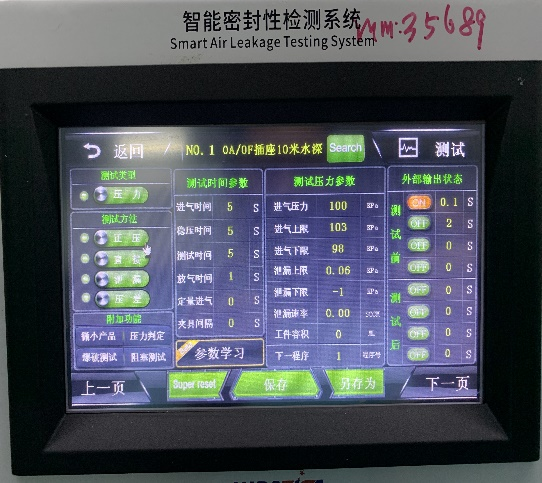 智能密封性检测系统
Smart Air Leakage Testing System
MM:35689
返回
NO. 1 0A/0F插座10米水深
Search
测试
测试类型
压力
测试方法
正压
直接
泄漏
压差
附加功能
微小产品 压力判定
爆破测试 阻塞测试
测试时间参数
进气时间 5 S
稳压时间 5 S
测试时间 5 S
放气时间 1 S
定量进气 0 S
夹具间隔 0 S
参数学习
测试压力参数
进气压力 100 KPa
进气上限 103 KPa
进气下限 98 KPa
泄漏上限 0.06 KPa
泄漏下限 -1 KPa
泄漏速率 0.00 SCCM
工件容积 0 mL
下一程序 1 程序号
外部输出状态
测试前
ON 0.1 S
OFF 2 S
OFF 0 S
OFF 0 S
测试后
OFF 0 S
OFF 0 S
OFF 0 S
OFF 0 S
上一页
Super reset
保存
另存为
下一页